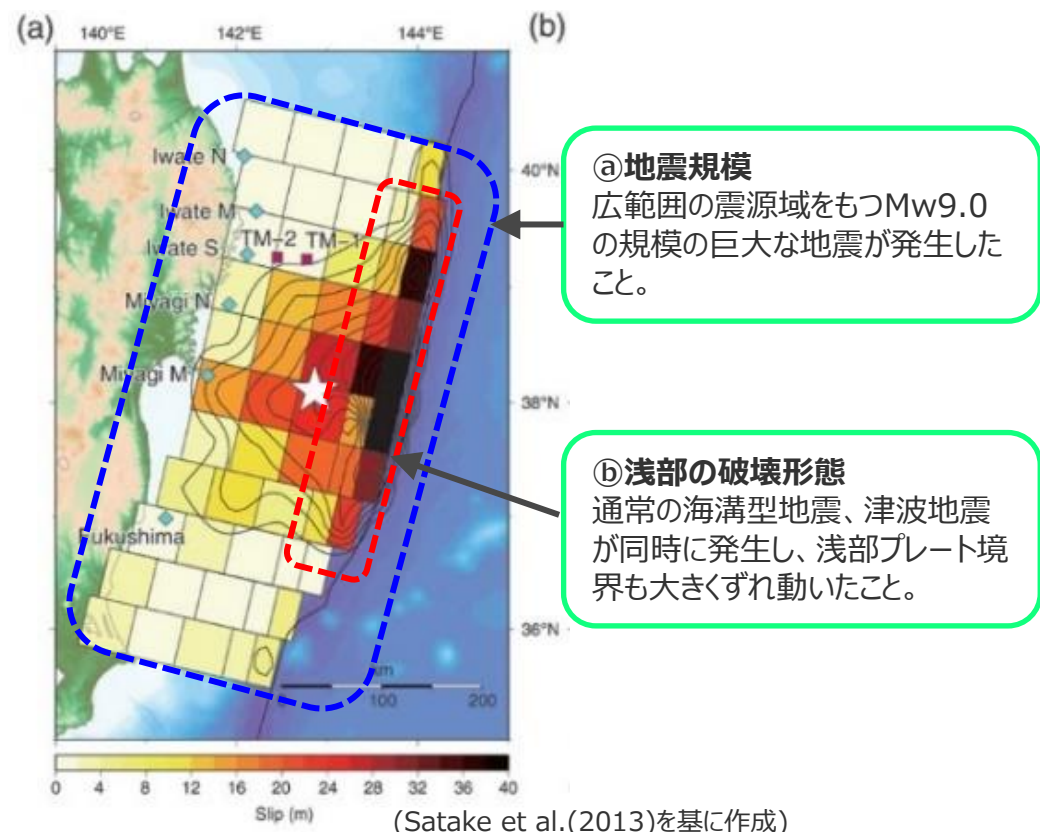 (a)
140°E
142°E
144°E
(b)
Iwate N
40°N
Iwate M
Iwate S
TM-2
TM-1
Miyagi N
Miyagi M
38°N
Fukushima
36°N
km
100
200
0 4 8 12 16 20 24 28 32 36 40
Slip (m)
ⓐ地震規模
広範囲の震源域をもつMw9.0
の規模の巨大な地震が発生した
こと。
ⓑ浅部の破壊形態
通常の海溝型地震、津波地震
が同時に発生し、浅部プレート境
界も大きくずれ動いたこと。
(Satake et al.(2013)を基に作成)